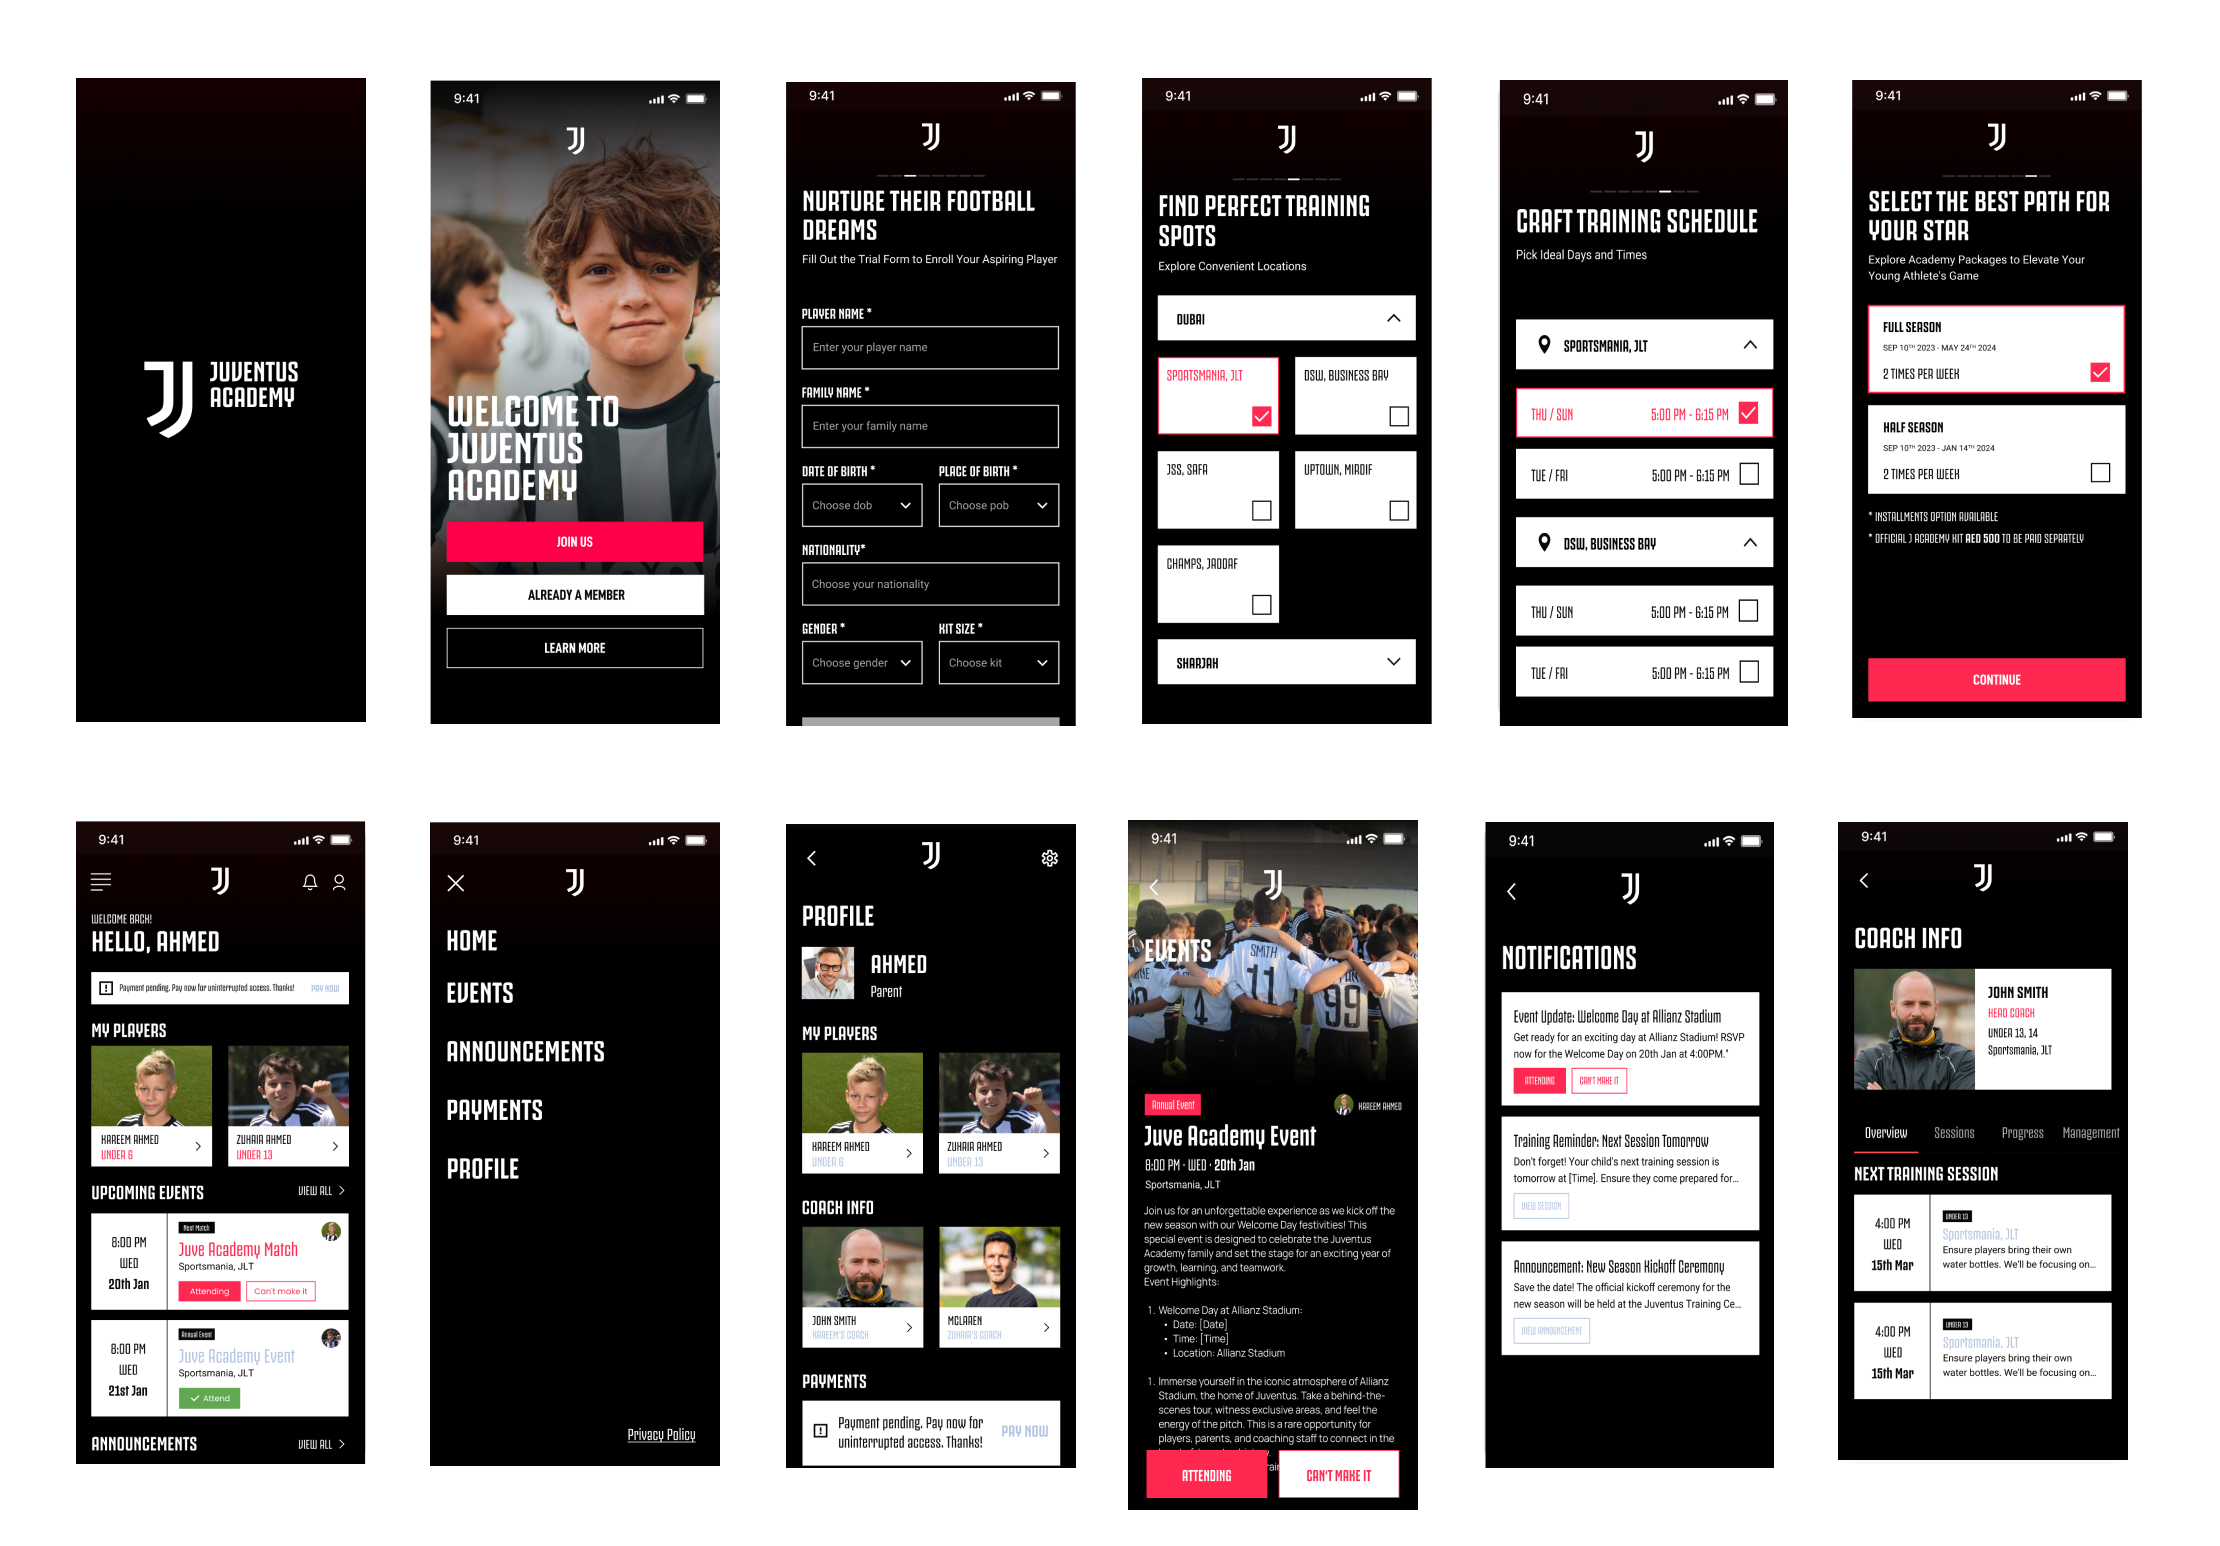 JUVENTUS
ACADEMY
9:41
WELCOME TO
JUVENTUS
ACADEMY
JOIN US
ALREADY A MEMBER
LEARN MORE
9:41
NURTURE THEIR FOOTBALL
DREAMS
Fill Out the Trial Form to Enroll Your Aspiring Player
PLAYER NAME *
Enter your player name
FAMILY NAME *
Enter your family name
DATE OF BIRTH * PLACE OF BIRTH *
Choose dob Choose pob
NATIONALITY*
Choose your nationality
GENDER * KIT SIZE *
Choose gender Choose kit
9:41
FIND PERFECT TRAINING
SPOTS
Explore Convenient Locations
DUBAI
SPORTSMANIA, JLT DSW, BUSINESS BAY
JSS, SAFA UPTOWN, MIRDIF
CHAMPS, JADDAF
SHARJAH
9:41
CRAFT TRAINING SCHEDULE
Pick Ideal Days and Times
SPORTSMANIA, JLT
THU / SUN 5:00 PM - 6:15 PM
TUE / FRI 5:00 PM - 6:15 PM
DSW, BUSINESS BAY
THU / SUN 5:00 PM - 6:15 PM
TUE / FRI 5:00 PM - 6:15 PM
9:41
SELECT THE BEST PATH FOR
YOUR STAR
Explore Academy Packages to Elevate Your
Young Athlete's Game
FULL SEASON
SEP 10TH 2023 - MAY 24TH 2024
2 TIMES PER WEEK
HALF SEASON
SEP 10TH 2023 - JAN 14TH 2024
2 TIMES PER WEEK
* INSTALLMENTS OPTION AVAILABLE
* OFFICIAL J ACADEMY KIT AED 500 TO BE PAID SEPRATELY
CONTINUE
9:41
WELCOME BACK!
HELLO, AHMED
Payment pending. Pay now for uninterrupted access. Thanks! PAY NOW
MY PLAYERS
KAREEM AHMED ZUHAIR AHMED
UNDER 6 UNDER 13
UPCOMING EVENTS VIEW ALL
Next Match
8:00 PM Juve Academy Match
WED Sportsmania, JLT
20th Jan Attending Can't make it
Annual Event
8:00 PM Juve Academy Event
WED Sportsmania, JLT
21st Jan Attend
ANNOUNCEMENTS VIEW ALL
9:41
HOME
EVENTS
ANNOUNCEMENTS
PAYMENTS
PROFILE
Privacy Policy
PROFILE
AHMED
Parent
MY PLAYERS
KAREEM AHMED ZUHAIR AHMED
UNDER 6 UNDER 13
COACH INFO
JOHN SMITH MCLAREN
KAREEM'S COACH ZUHAIR'S COACH
PAYMENTS
Payment pending. Pay now for
uninterrupted access. Thanks! PAY NOW
9:41
EVENTS
SMITH
11
99
Annual Event KAREEM AHMED
Juve Academy Event
8:00 PM · WED · 20th Jan
Sportsmania, JLT
Join us for an unforgettable experience as we kick off the
new season with our Welcome Day festivities! This
special event is designed to celebrate the Juventus
Academy family and set the stage for an exciting year of
growth, learning, and teamwork.
Event Highlights:
1. Welcome Day at Allianz Stadium:
• Date: [Date]
• Time: [Time]
• Location: Allianz Stadium
1. Immerse yourself in the iconic atmosphere of Allianz
Stadium, the home of Juventus. Take a behind-the-
scenes tour, witness exclusive areas, and feel the
energy of the pitch. This is a rare opportunity for
players, parents, and coaching staff to connect in the
ATTENDING CAN'T MAKE IT
9:41
NOTIFICATIONS
Event Update: Welcome Day at Allianz Stadium
Get ready for an exciting day at Allianz Stadium! RSVP
now for the Welcome Day on 20th Jan at 4:00PM."
ATTENDING CAN'T MAKE IT
Training Reminder: Next Session Tomorrow
Don't forget! Your child's next training session is
tomorrow at [Time]. Ensure they come prepared for...
VIEW SESSION
Announcement: New Season Kickoff Ceremony
Save the date! The official kickoff ceremony for the
new season will be held at the Juventus Training Ce...
VIEW ANNOUNCEMENT
9:41
COACH INFO
JOHN SMITH
HEAD COACH
UNDER 13, 14
Sportsmania, JLT
Overview Sessions Progress Management
NEXT TRAINING SESSION
UNDER 13
4:00 PM Sportsmania, JLT
WED Ensure players bring their own
15th Mar water bottles. We'll be focusing on...
UNDER 13
4:00 PM Sportsmania, JLT
WED Ensure players bring their own
15th Mar water bottles. We'll be focusing on...